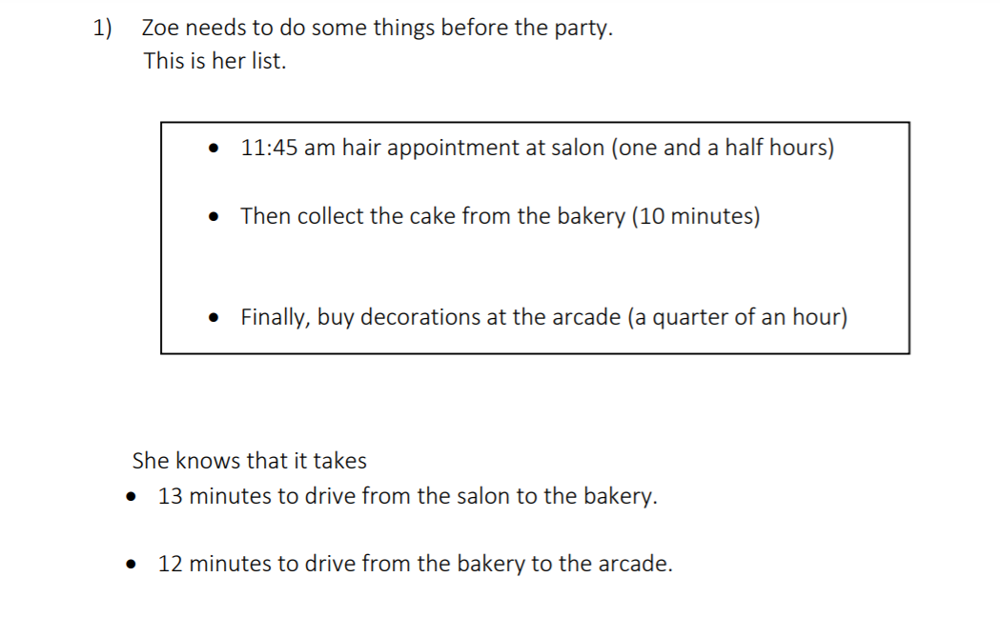 1) Zoe needs to do some things before the party.
This is her list.
• 11:45 am hair appointment at salon (one and a half hours)
• Then collect the cake from the bakery (10 minutes)
• Finally, buy decorations at the arcade (a quarter of an hour)
She knows that it takes
• 13 minutes to drive from the salon to the bakery.
• 12 minutes to drive from the bakery to the arcade.